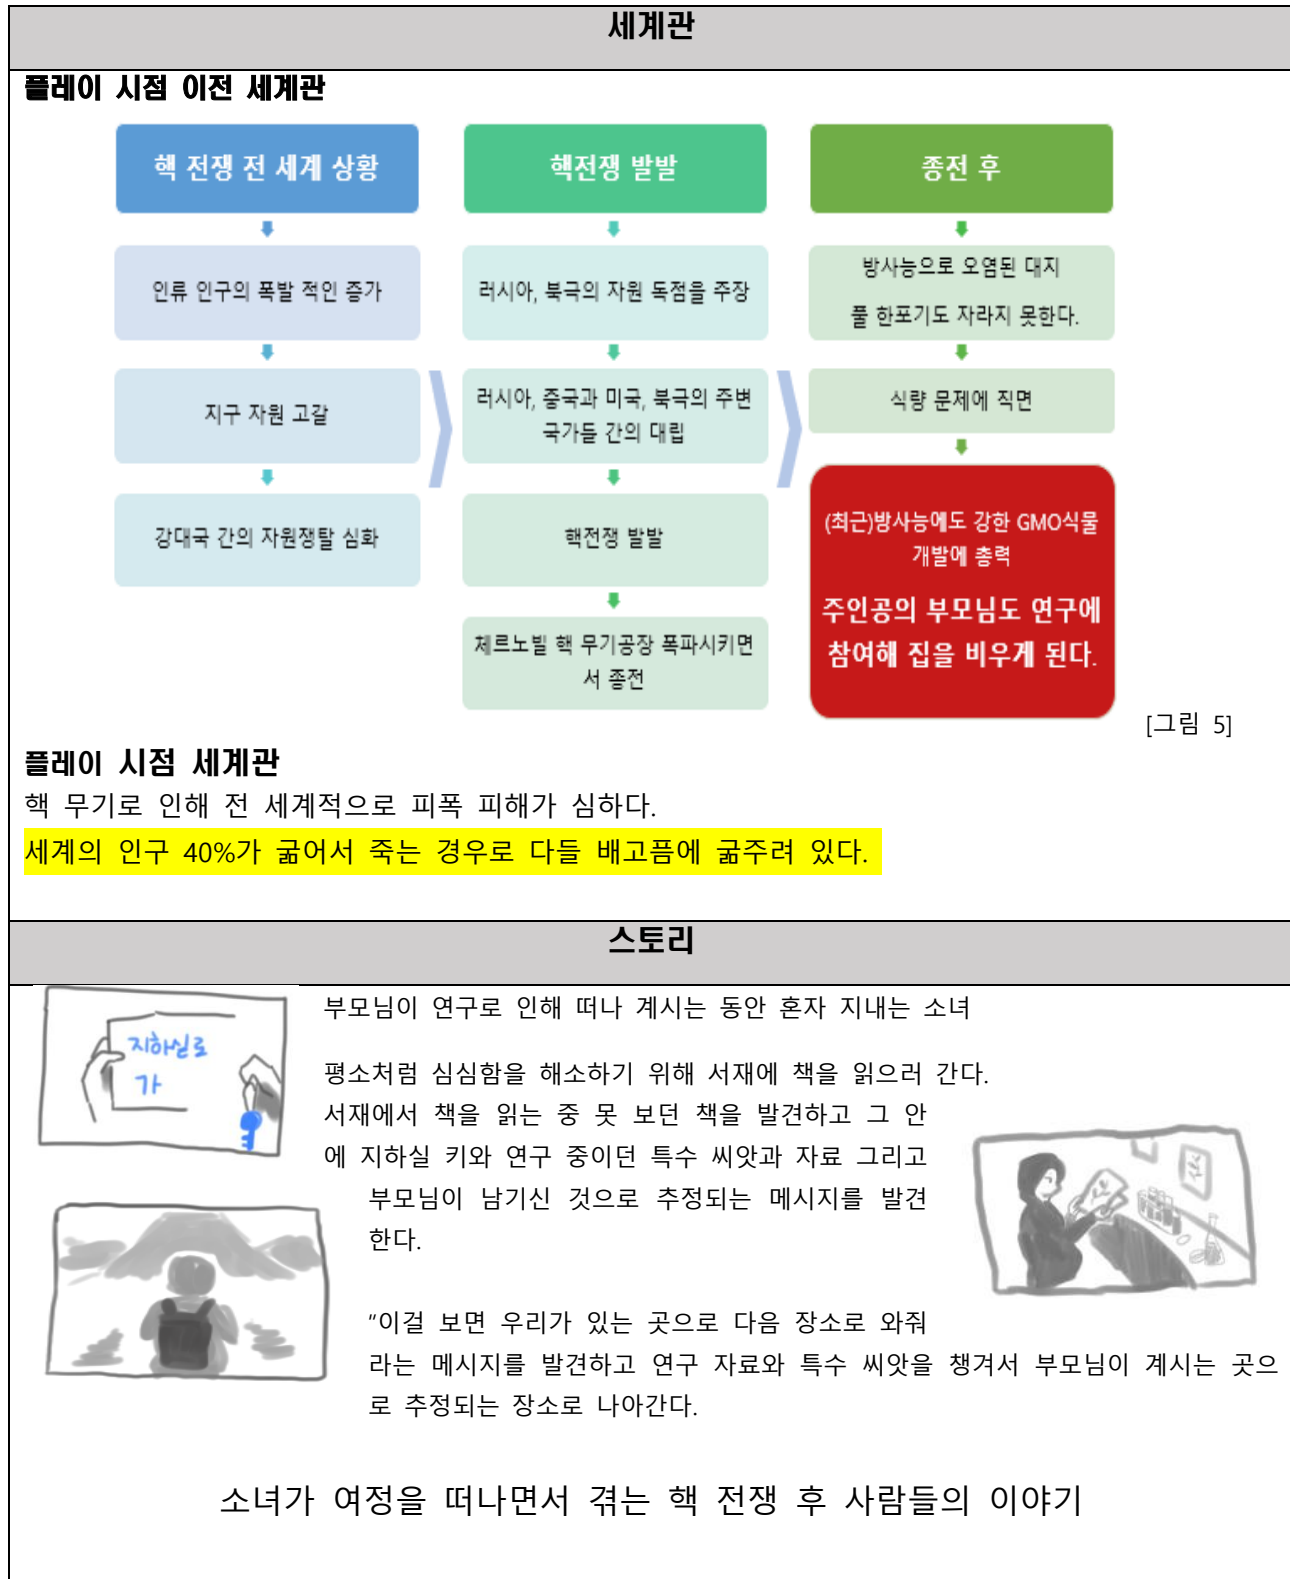 세계관
플레이 시점 이전 세계관
핵 전쟁 전 세계 상황
인류 인구의 폭발 적인 증가
지구 자원 고갈
강대국 간의 자원쟁탈 심화
핵전쟁 발발
러시아, 북극의 자원 독점을 주장
러시아, 중국과 미국, 북극의 주변
국가들 간의 대립
핵전쟁 발발
체르노빌 핵 무기공장 폭파시키면
서 종전
종전 후
방사능으로 오염된 대지
풀 한포기도 자라지 못한다.
식량 문제에 직면
(최근)방사능에도 강한 GMO식물
개발에 총력
주인공의 부모님도 연구에
참여해 집을 비우게 된다.
[그림 5]
플레이 시점 세계관
핵 무기로 인해 전 세계적으로 피폭 피해가 심하다.
세계의 인구 40%가 굶어서 죽는 경우로 다들 배고픔에 굶주려 있다.
스토리
지하실로
가
부모님이 연구로 인해 떠나 계시는 동안 혼자 지내는 소녀
평소처럼 심심함을 해소하기 위해 서재에 책을 읽으러 간다.
서재에서 책을 읽는 중 못 보던 책을 발견하고 그 안
에 지하실 키와 연구 중이던 특수 씨앗과 자료 그리고
부모님이 남기신 것으로 추정되는 메시지를 발견
한다.
"이걸 보면 우리가 있는 곳으로 다음 장소로 와줘
라는 메시지를 발견하고 연구 자료와 특수 씨앗을 챙겨서 부모님이 계시는 곳으
로 추정되는 장소로 나아간다.
소녀가 여정을 떠나면서 겪는 핵 전쟁 후 사람들의 이야기